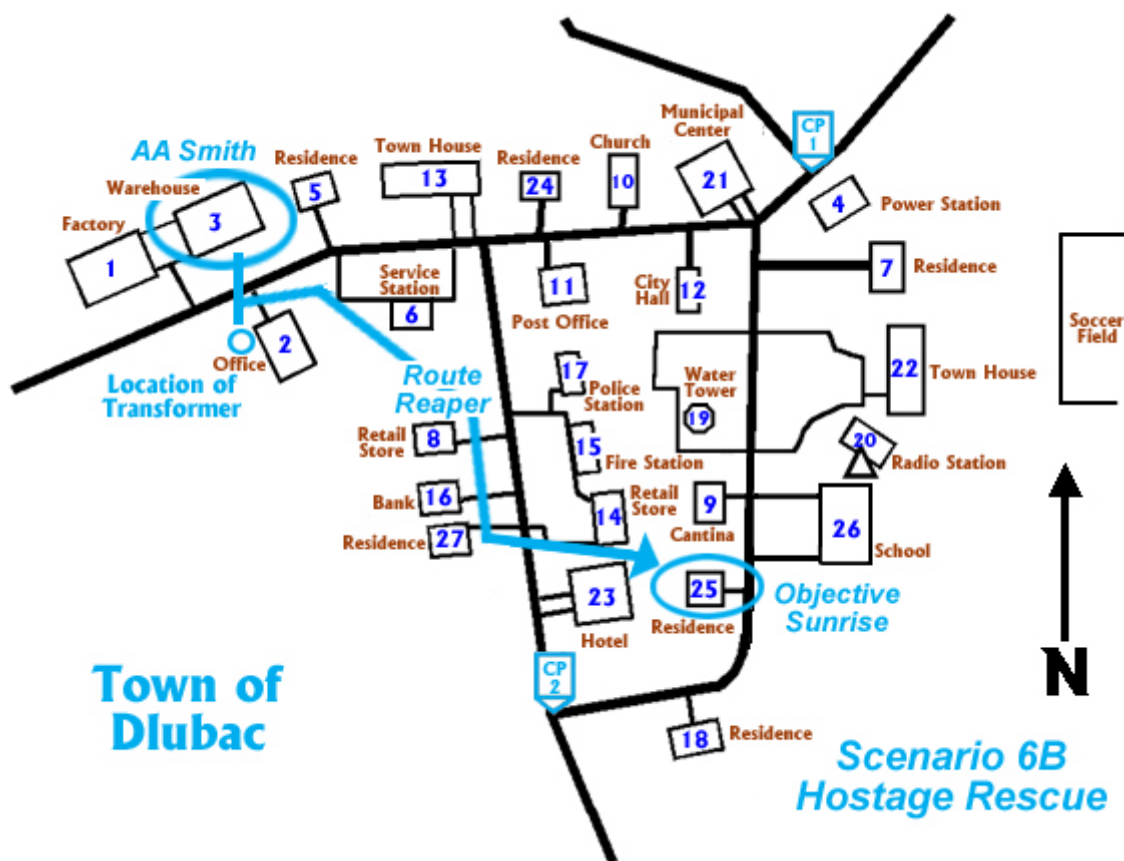 CP
1
Municipal
Center
Church
Town House
Residence
AA Smith
Residence
Warehouse
13
24
10
21
5
3
4
Power Station
Factory
1
7
Residence
Service
Station
6
11
Post Office
City
Hall
12
Office
2
Soccer
Field
Location of
Transformer
Route
Reaper
17
Police
Station
Water
Tower
19
22
Town House
Retail
Store
8
15
Fire Station
20
Radio Station
Bank
16
14
Retail
Store
9
Cantina
26
School
Residence
27
23
Hotel
25
Residence
Objective
Sunrise
CP
2
N
Town of
Dlubac
18
Residence
Scenario 6B
Hostage Rescue